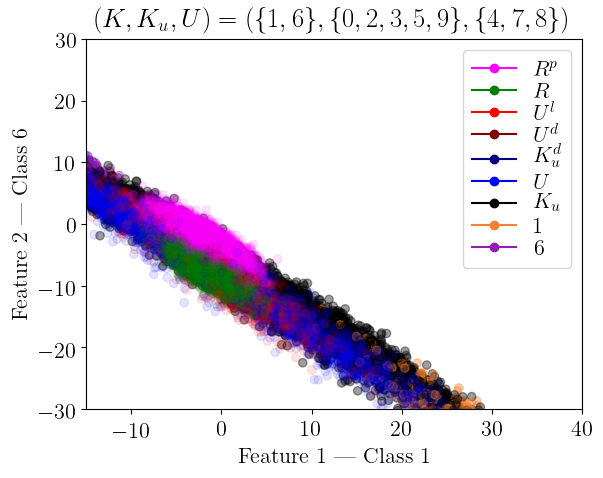 (K, K_u, U) = ({1, 6}, {0, 2, 3, 5, 9}, {4, 7, 8})
30
20
10
0
−10
−20
−30
Feature 2 — Class 6
R^p
R
U^l
U^d
K_u^d
U
K_u
1
6
−10
0
10
20
30
40
Feature 1 — Class 1